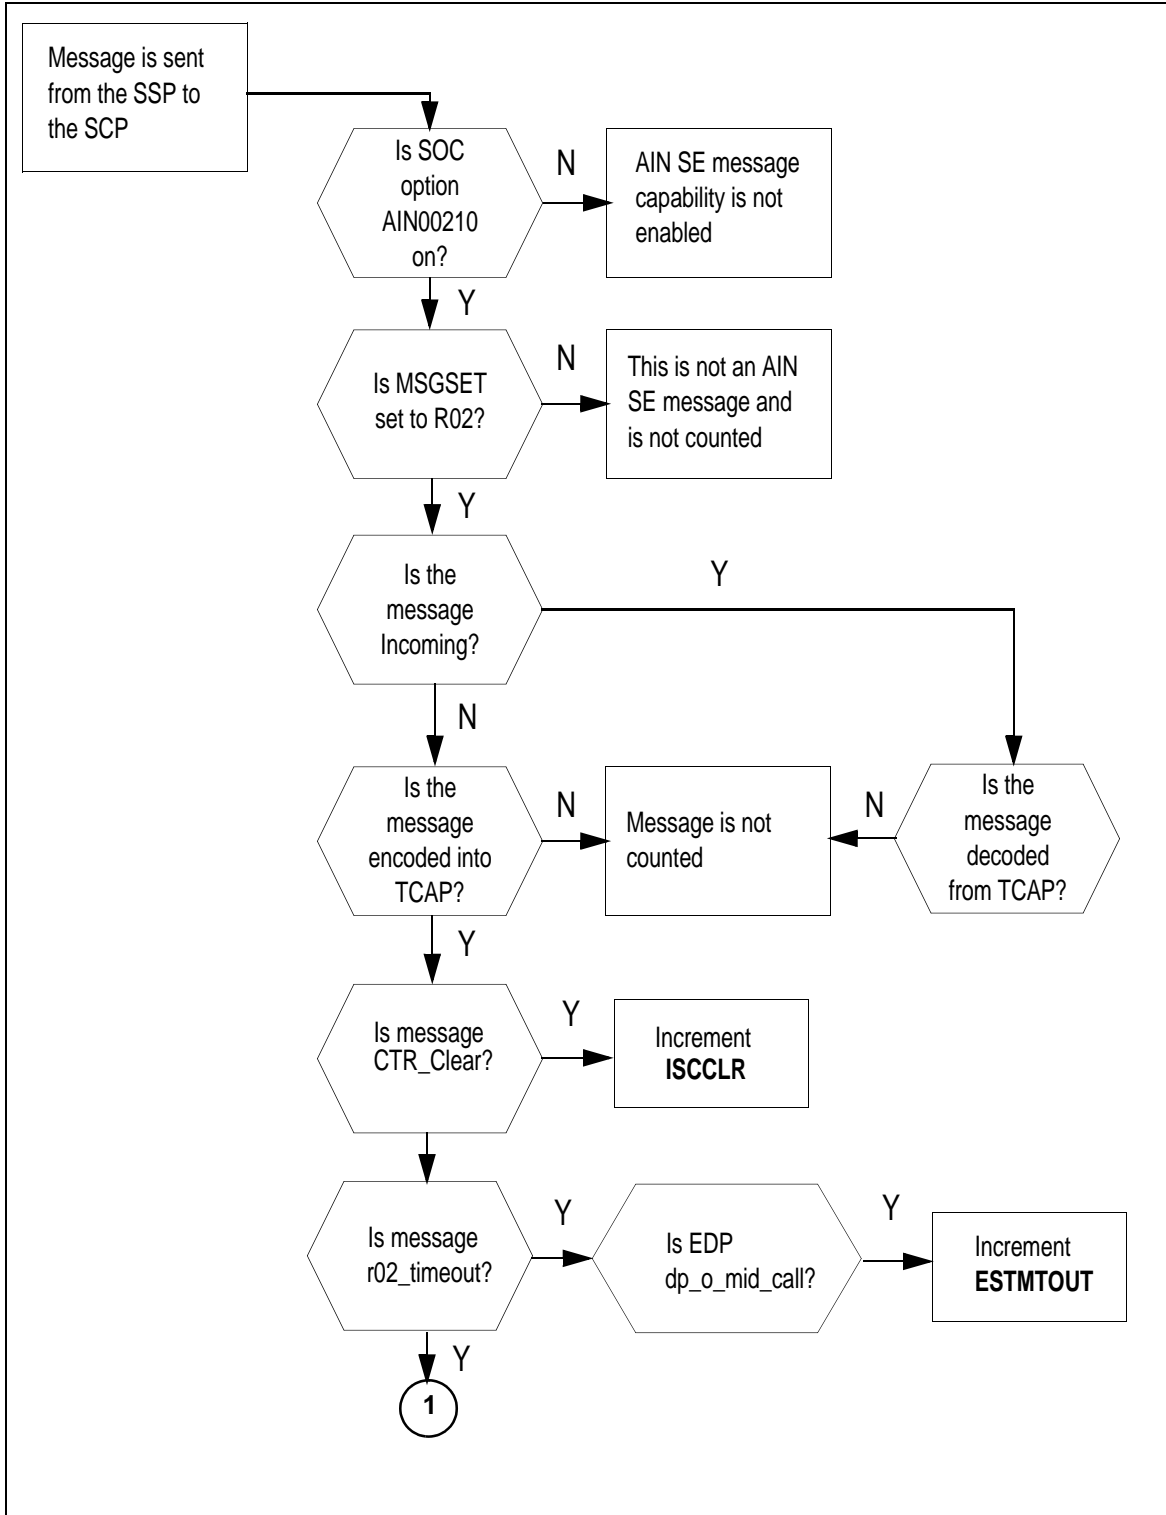 Message is sent
from the SSP to
the SCP
Is SOC
option
AIN00210
on?
N
AIN SE message
capability is not
enabled
Y
Is MSGSET
set to R02?
N
This is not an AIN
SE message and
is not counted
Y
Is the
message
Incoming?
Y
N
Is the
message
encoded into
TCAP?
N
Message is not
counted
N
Is the
message
decoded
from TCAP?
Y
Is message
CTR_Clear?
Y
Increment
ISCCLR
Is message
r02_timeout?
Y
Is EDP
dp_o_mid_call?
Y
Increment
ESTMTOUT
Y
1